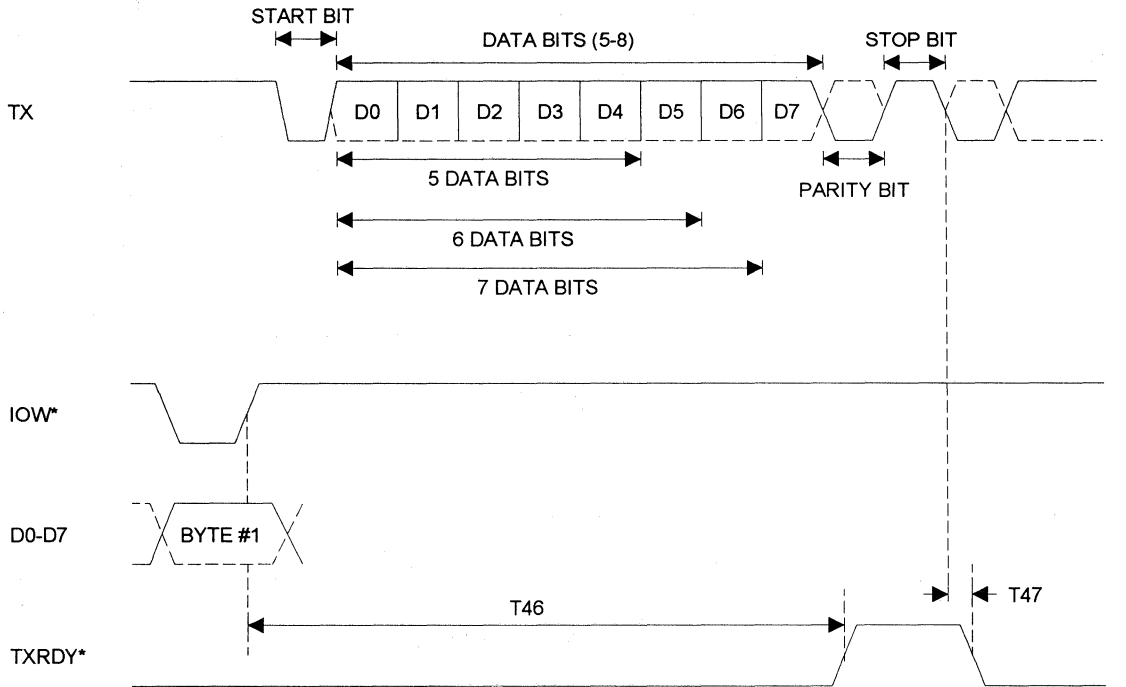 START BIT
DATA BITS (5-8)
STOP BIT
TX
D0 D1 D2 D3 D4 D5 D6 D7
5 DATA BITS
PARITY BIT
6 DATA BITS
7 DATA BITS
IOW*
D0-D7
BYTE #1
T46
T47
TXRDY*